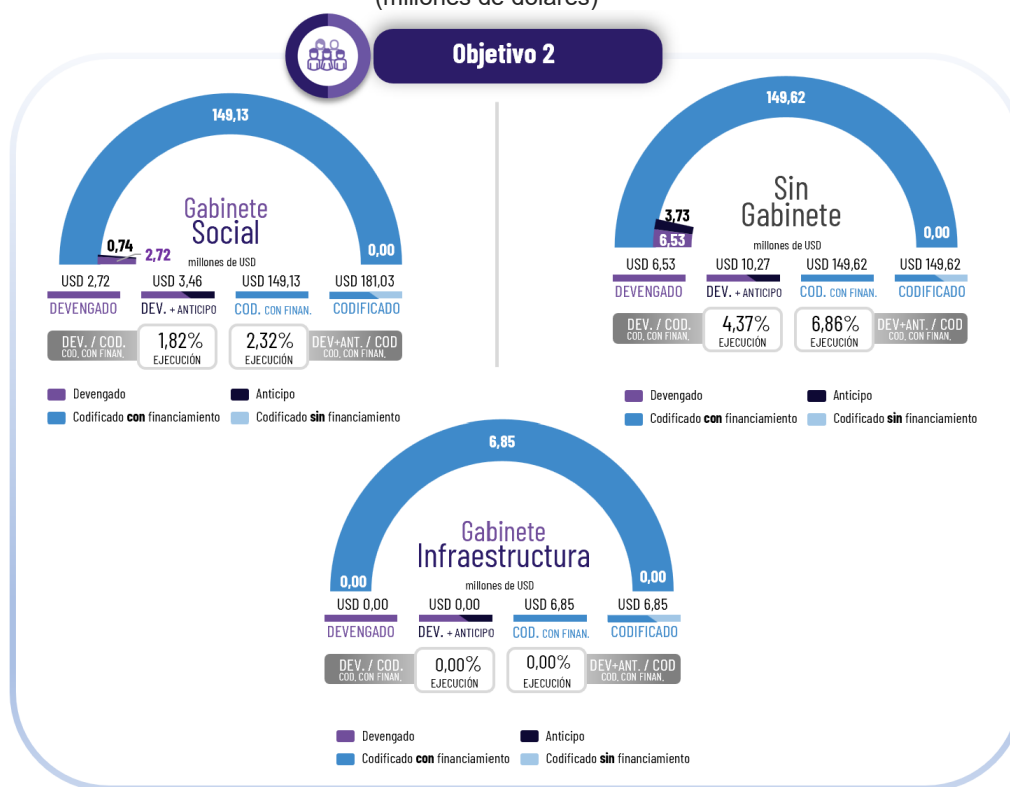 (millones de dólares)
Objetivo 2
149,13
Gabinete
Social
0,74
2,72
0,00
millones de USD
USD 2,72
USD 3,46
USD 149,13
USD 181,03
DEVENGADO
DEV. + ANTICIPO
COD. CON FINAN.
CODIFICADO
DEV. / COD.
COD. CON FINAN.
1,82%
EJECUCIÓN
2,32%
EJECUCIÓN
DEV+ANT. / COD
COD. CON FINAN.
Devengado
Anticipo
Codificado con financiamiento
Codificado sin financiamiento
149,62
Sin
Gabinete
3,73
6,53
0,00
millones de USD
USD 6,53
USD 10,27
USD 149,62
USD 149,62
DEVENGADO
DEV. + ANTICIPO
COD. CON FINAN.
CODIFICADO
DEV. / COD.
COD. CON FINAN.
4,37%
EJECUCIÓN
6,86%
EJECUCIÓN
DEV+ANT. / COD
COD. CON FINAN.
Devengado
Anticipo
Codificado con financiamiento
Codificado sin financiamiento
6,85
Gabinete
Infraestructura
0,00
0,00
millones de USD
USD 0,00
USD 0,00
USD 6,85
USD 6,85
DEVENGADO
DEV. + ANTICIPO
COD. CON FINAN.
CODIFICADO
DEV. / COD.
COD. CON FINAN.
0,00%
EJECUCIÓN
0,00%
EJECUCIÓN
DEV+ANT. / COD
COD. CON FINAN.
Devengado
Anticipo
Codificado con financiamiento
Codificado sin financiamiento